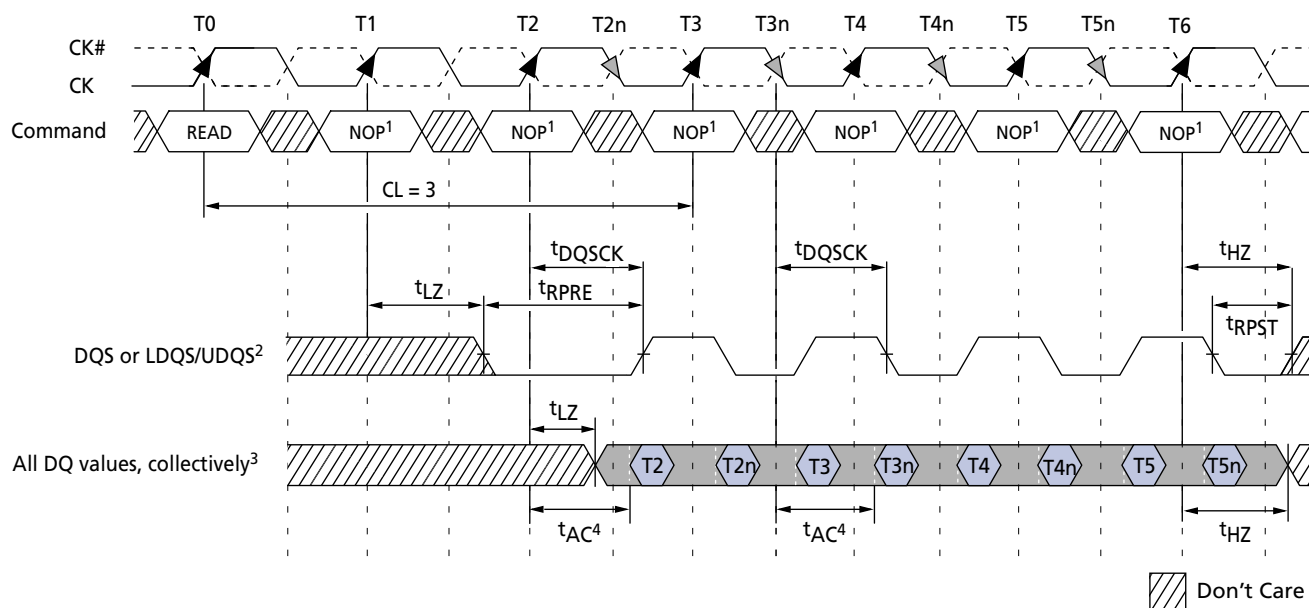 T0 T1 T2 T2n T3 T3n T4 T4n T5 T5n T6
CK#
CK
Command READ NOP1 NOP1 NOP1 NOP1 NOP1 NOP1
CL = 3
tDQSCK tDQSCK tHZ
tLZ tRPRE tRPST
DQS or LDQS/UDQS2
tLZ
All DQ values, collectively3 T2 T2n T3 T3n T4 T4n T5 T5n
tAC4 tAC4 tHZ
Don't Care